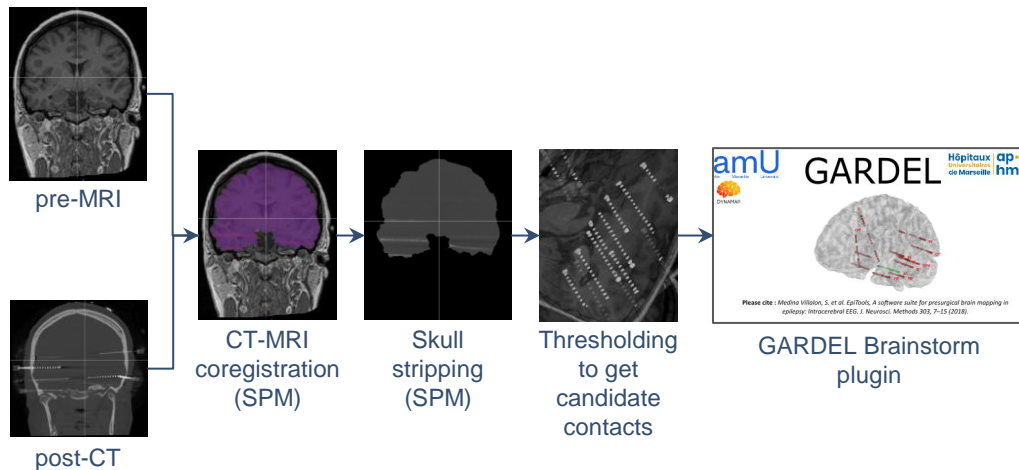 pre-MRI
post-CT
CT-MRI
coregistration
(SPM)
Skull
stripping
(SPM)
Thresholding
to get
candidate
contacts
amU
Université
DYNAMAP
GARDEL
Hôpitaux
Universitaires
de Marseille
ap.
hm
Please cite : Medina Villalon, S. et al. EpiTools, A software suite for presurgical brain mapping in
epilepsy: Intracerebral EEG. J. Neurosci. Methods 303, 7–15 (2018).
GARDEL Brainstorm
plugin